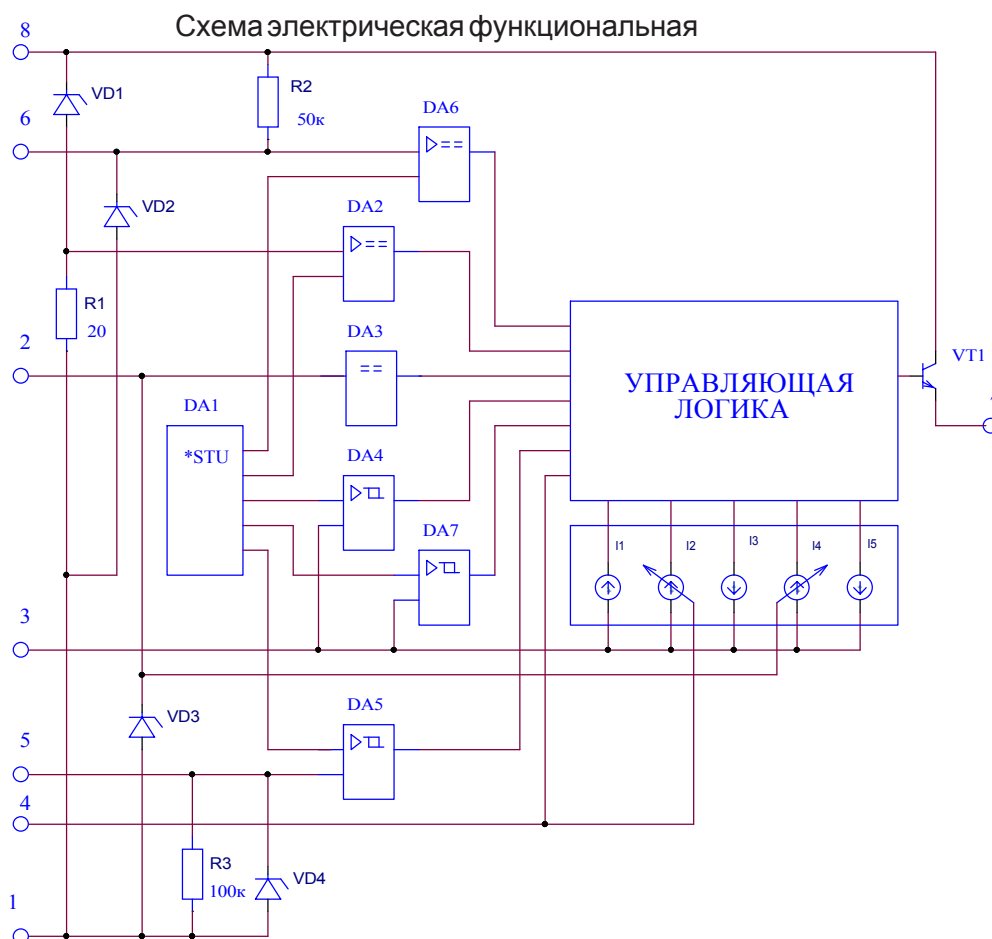 Схема электрическая функциональная
8
VD1
R2
50к
DA6
6
VD2
DA2
R1
20
2
DA3
==
VT1
УПРАВЛЯЮЩАЯ
ЛОГИКА
DA1
*STU
DA4
DA7
I1
I2
I3
I4
I5
3
VD3
DA5
5
4
R3
100к
VD4
1